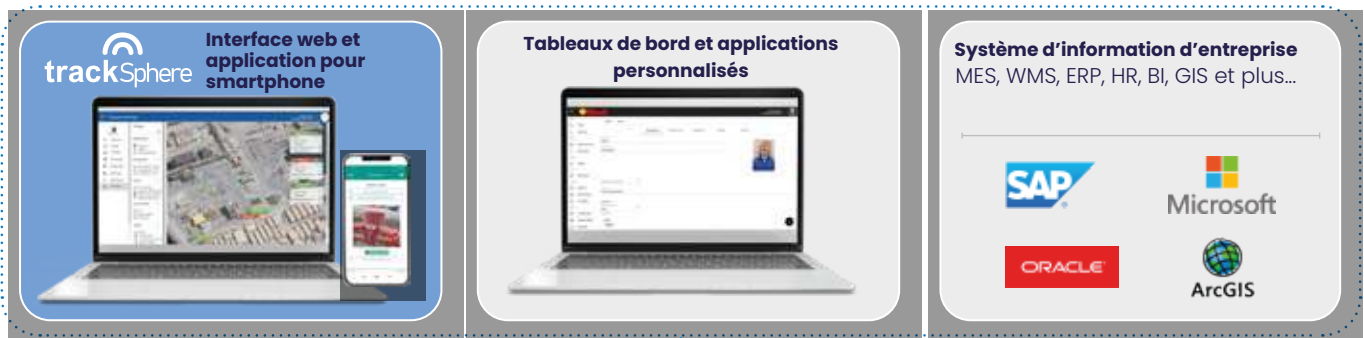 trackSphere
Interface web et
application pour
smartphone
Tableaux de bord et applications
personnalisés
Système d’information d’entreprise
MES, WMS, ERP, HR, BI, GIS et plus...
SAP
Microsoft
ORACLE
ArcGIS